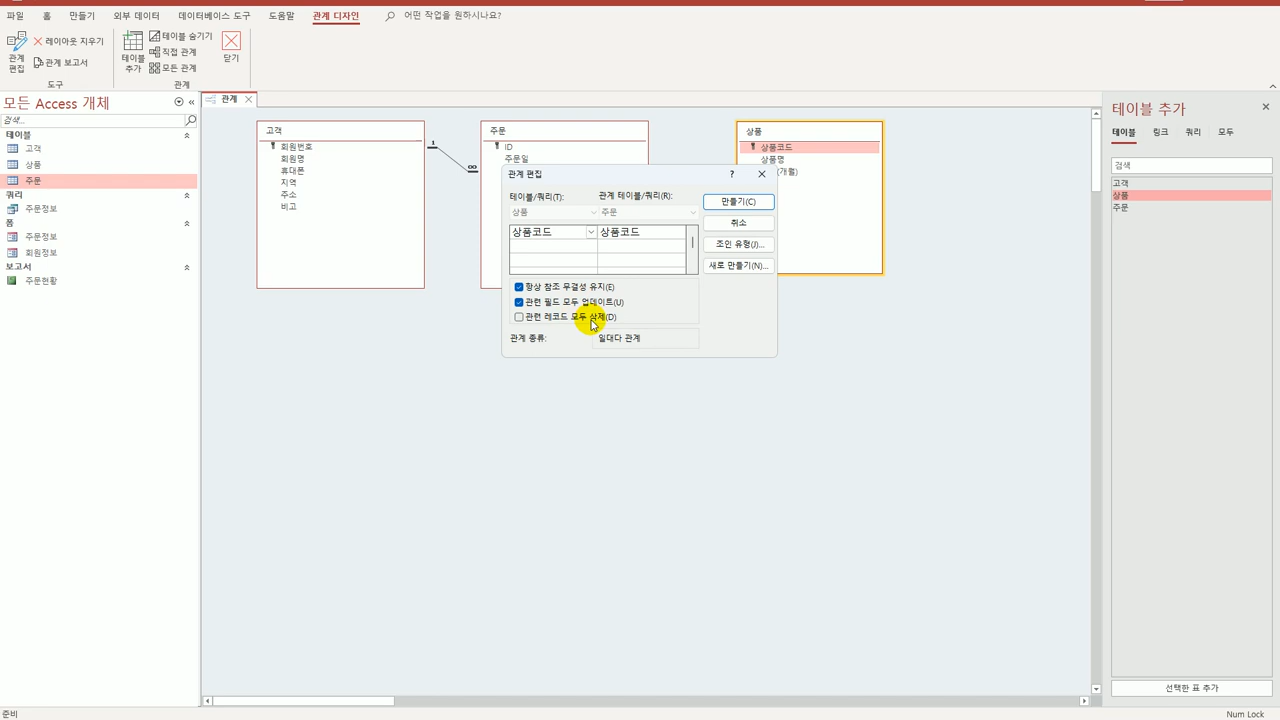 파일 홈 만들기 외부 데이터 데이터베이스 도구 도움말 관계 디자인 어떤 작업을 원하시나요?
관계 편집
레이아웃 지우기
관계 보고서
도구
테이블 추가
테이블 숨기기
직접 관계
모든 관계
닫기
관계
모든 Access 개체
검색...
테이블
고객
상품
주문
쿼리
주문정보
폼
주문정보
회원정보
보고서
주문현황
관계
고객
회원번호
회원명
휴대폰
지역
주소
비고
1
∞
주문
ID
주문일
상품
상품코드
상품명
(개월)
관계 편집
?
테이블/쿼리(T): 관계 테이블/쿼리(R):
상품 주문
상품코드 상품코드
항상 참조 무결성 유지(E)
관련 필드 모두 업데이트(U)
관련 레코드 모두 삭제(D)
관계 종류: 일대다 관계
만들기(C)
취소
조인 유형(J)...
새로 만들기(N)...
테이블 추가
테이블 링크 쿼리 모두
검색
고객
상품
주문
선택한 표 추가
준비
Num Lock